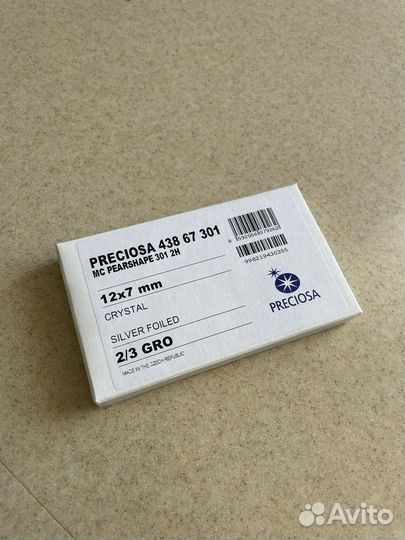 PRECIOSA 438 67 301
MC PEARSHAPE 301 2H
12x7 mm
CRYSTAL
SILVER FOILED
2/3 GRO
MADE IN THE CZECH REPUBLIC
998219430355
PRECIOSA
Avito